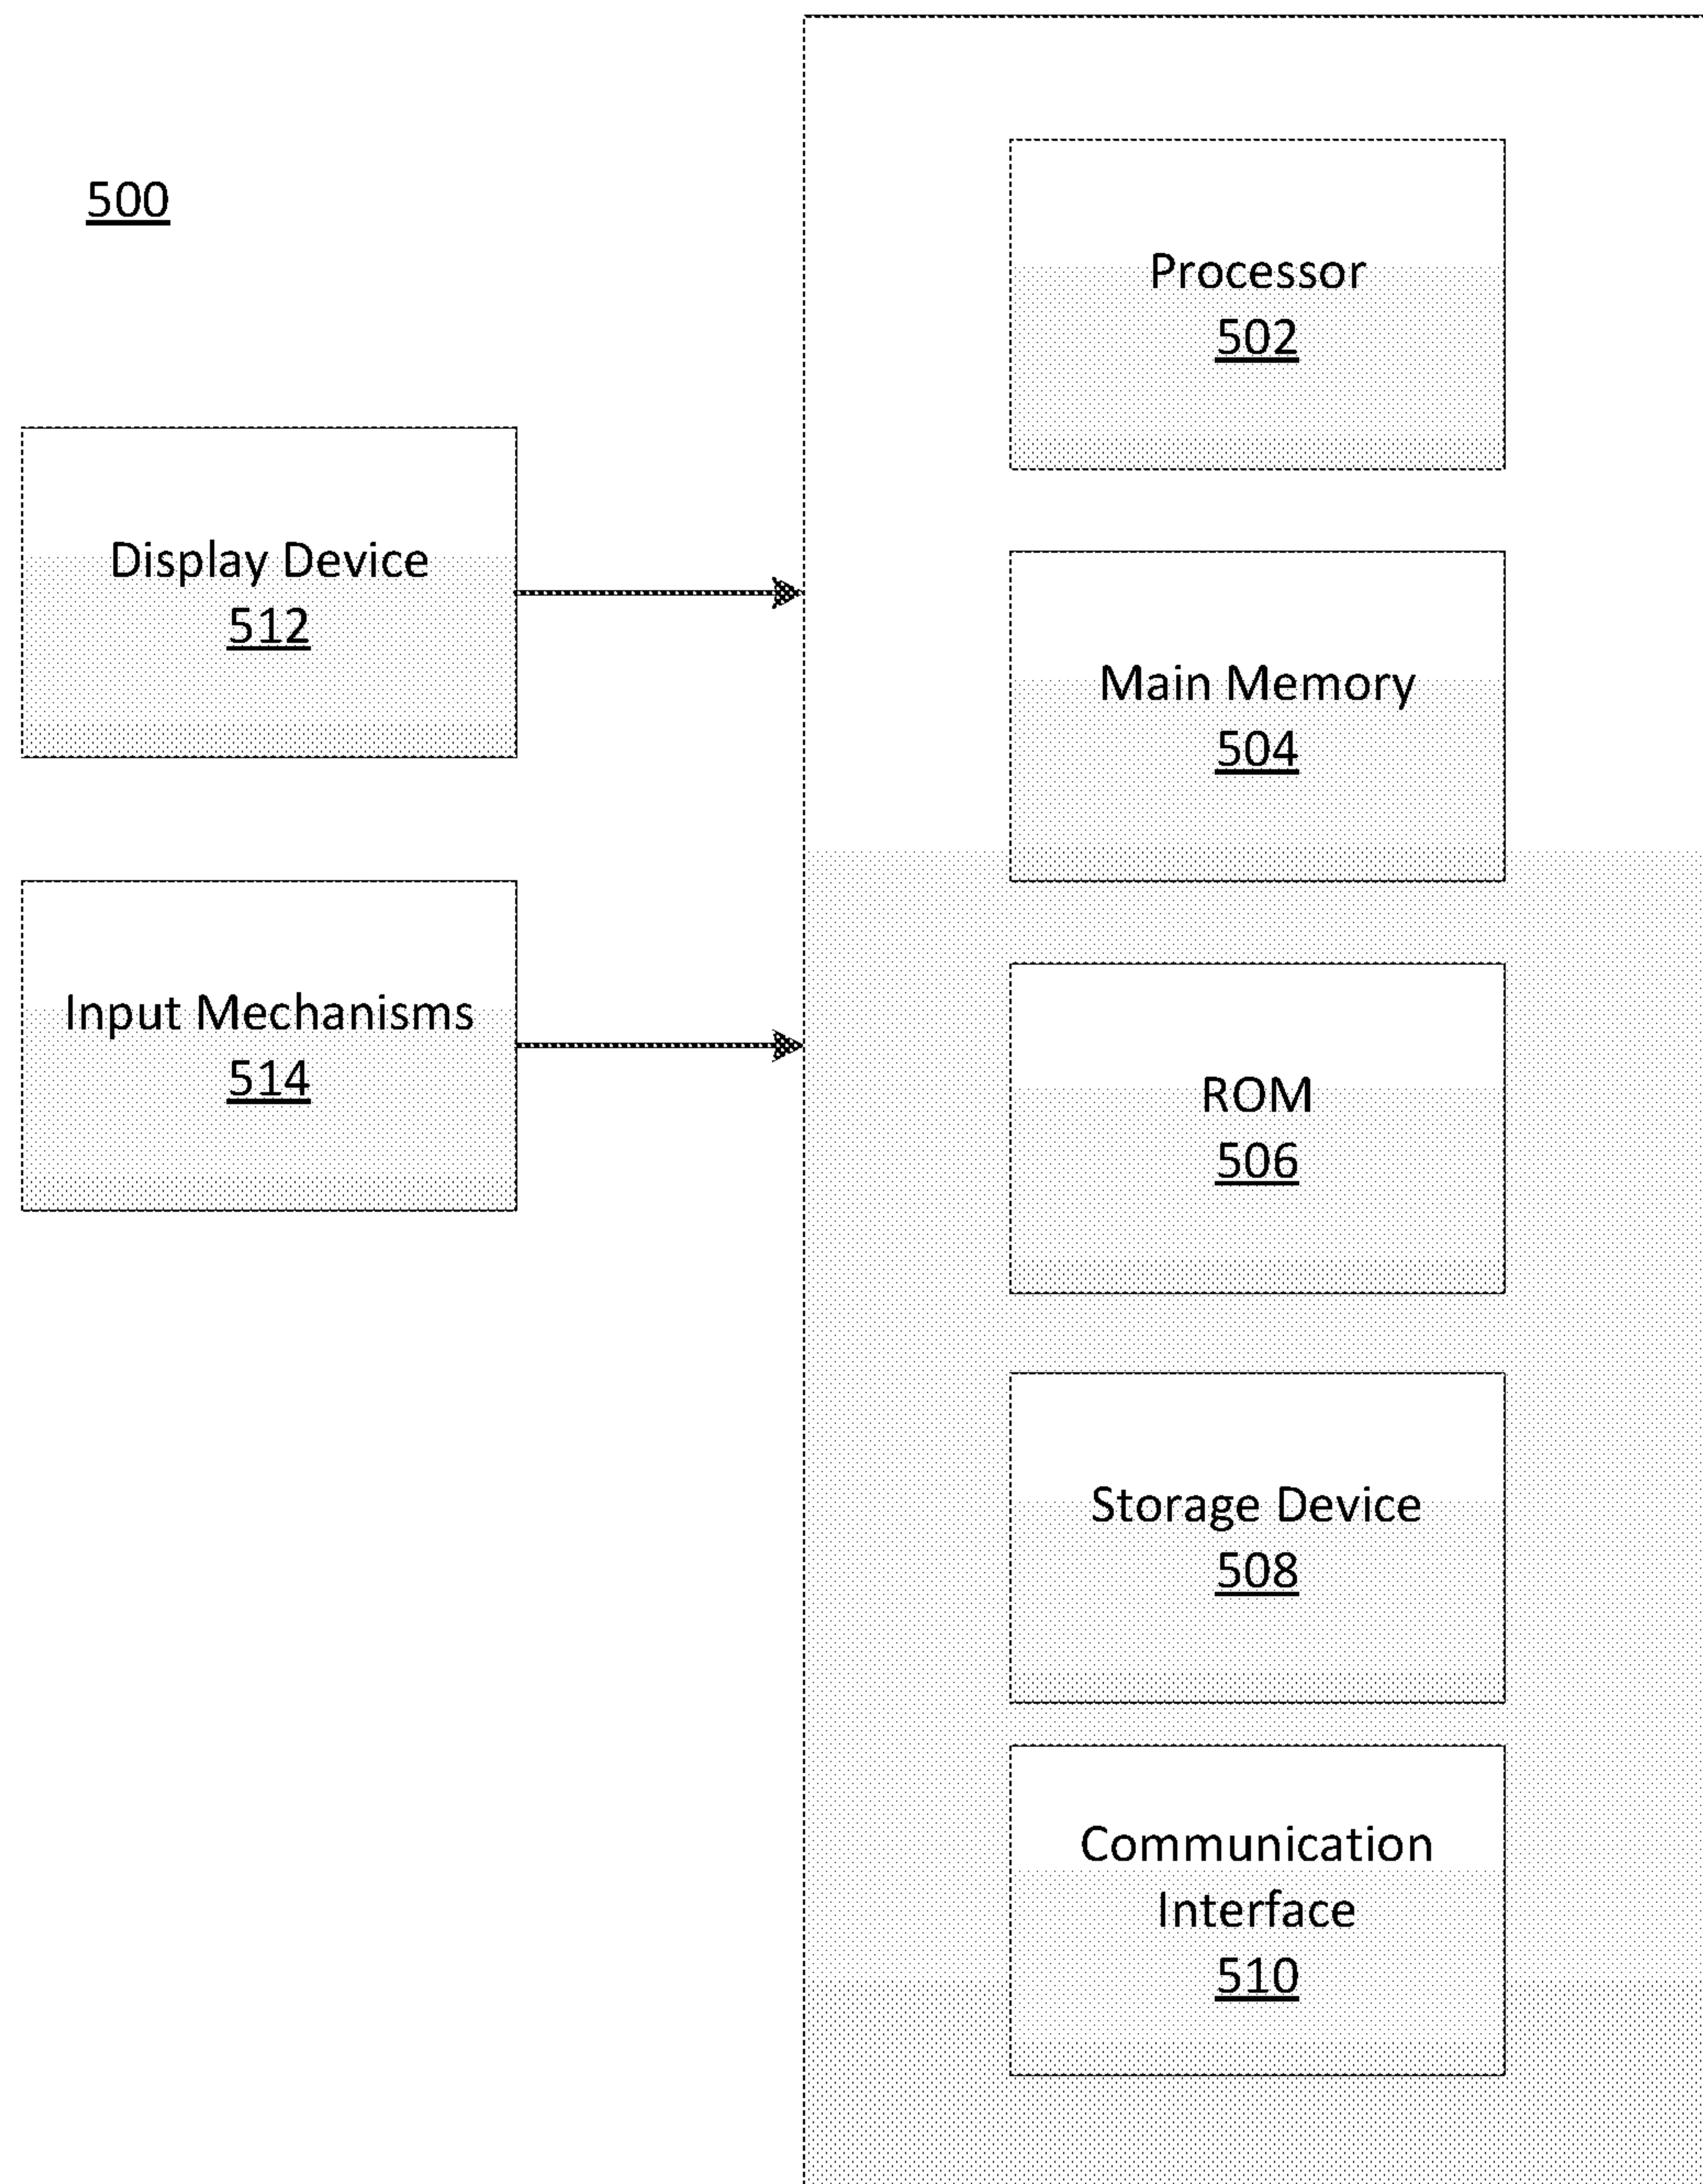 500
Processor
502
Display Device
512
Main Memory
504
Input Mechanisms
514
ROM
506
Storage Device
508
Communication
Interface
510